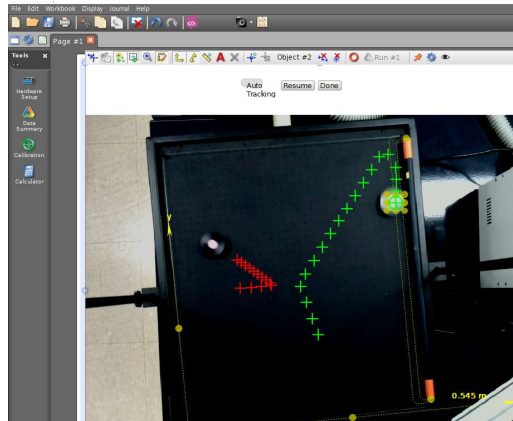 File Edit Workbook Display Journal Help
Page #1
Tools
Object #2
Run #1
Auto
Tracking
Resume
Done
Hardware
Setup
Data
Summary
Calibration
Calculator
y
0.545 m